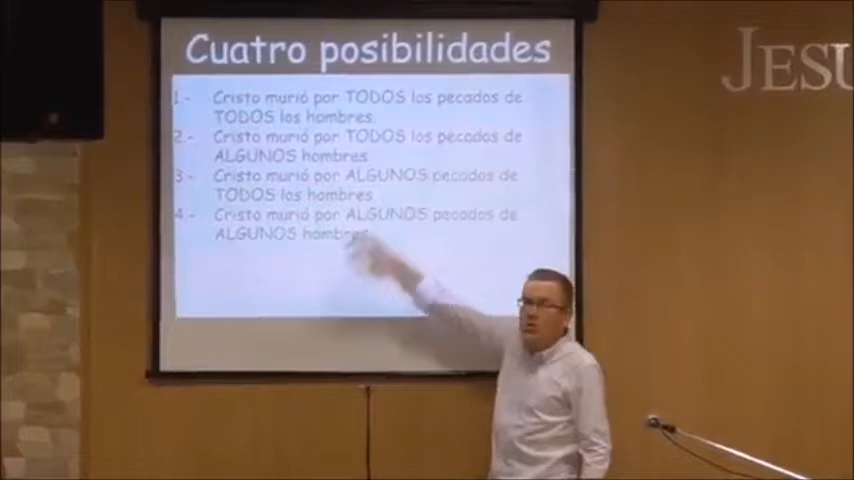 Cuatro posibilidades
1.- Cristo murió por TODOS los pecados de
TODOS los hombres.
2.- Cristo murió por TODOS los pecados de
ALGUNOS hombres
3.- Cristo murió por ALGUNOS pecados de
TODOS los hombres
4.- Cristo murió por ALGUNOS pecados de
ALGUNOS hombres